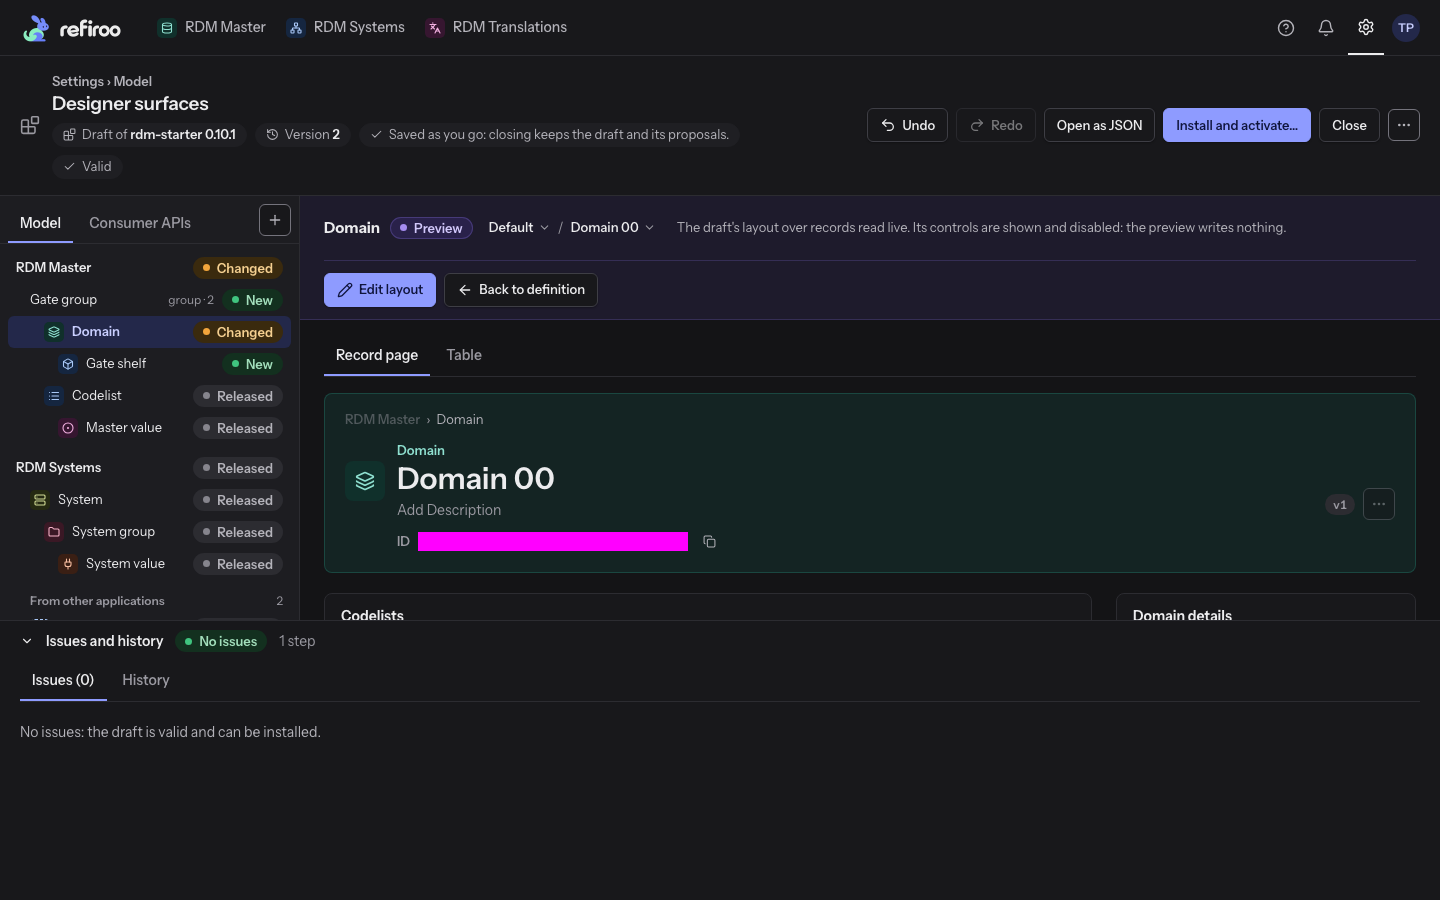 refiroo
RDM Master
RDM Systems
RDM Translations
TP
Settings › Model
Designer surfaces
Draft of rdm-starter 0.10.1
Version 2
Saved as you go: closing keeps the draft and its proposals.
Valid
Undo
Redo
Open as JSON
Install and activate...
Close
Model
Consumer APIs
RDM Master
Changed
Gate group
group · 2
New
Domain
Changed
Gate shelf
New
Codelist
Released
Master value
Released
RDM Systems
Released
System
Released
System group
Released
System value
Released
From other applications
2
Domain
Preview
Default / Domain 00
The draft's layout over records read live. Its controls are shown and disabled: the preview writes nothing.
Edit layout
Back to definition
Record page
Table
RDM Master › Domain
Domain
Domain 00
Add Description
ID
v1
Codelists
Domain details
Issues and history
No issues
1 step
Issues (0)
History
No issues: the draft is valid and can be installed.